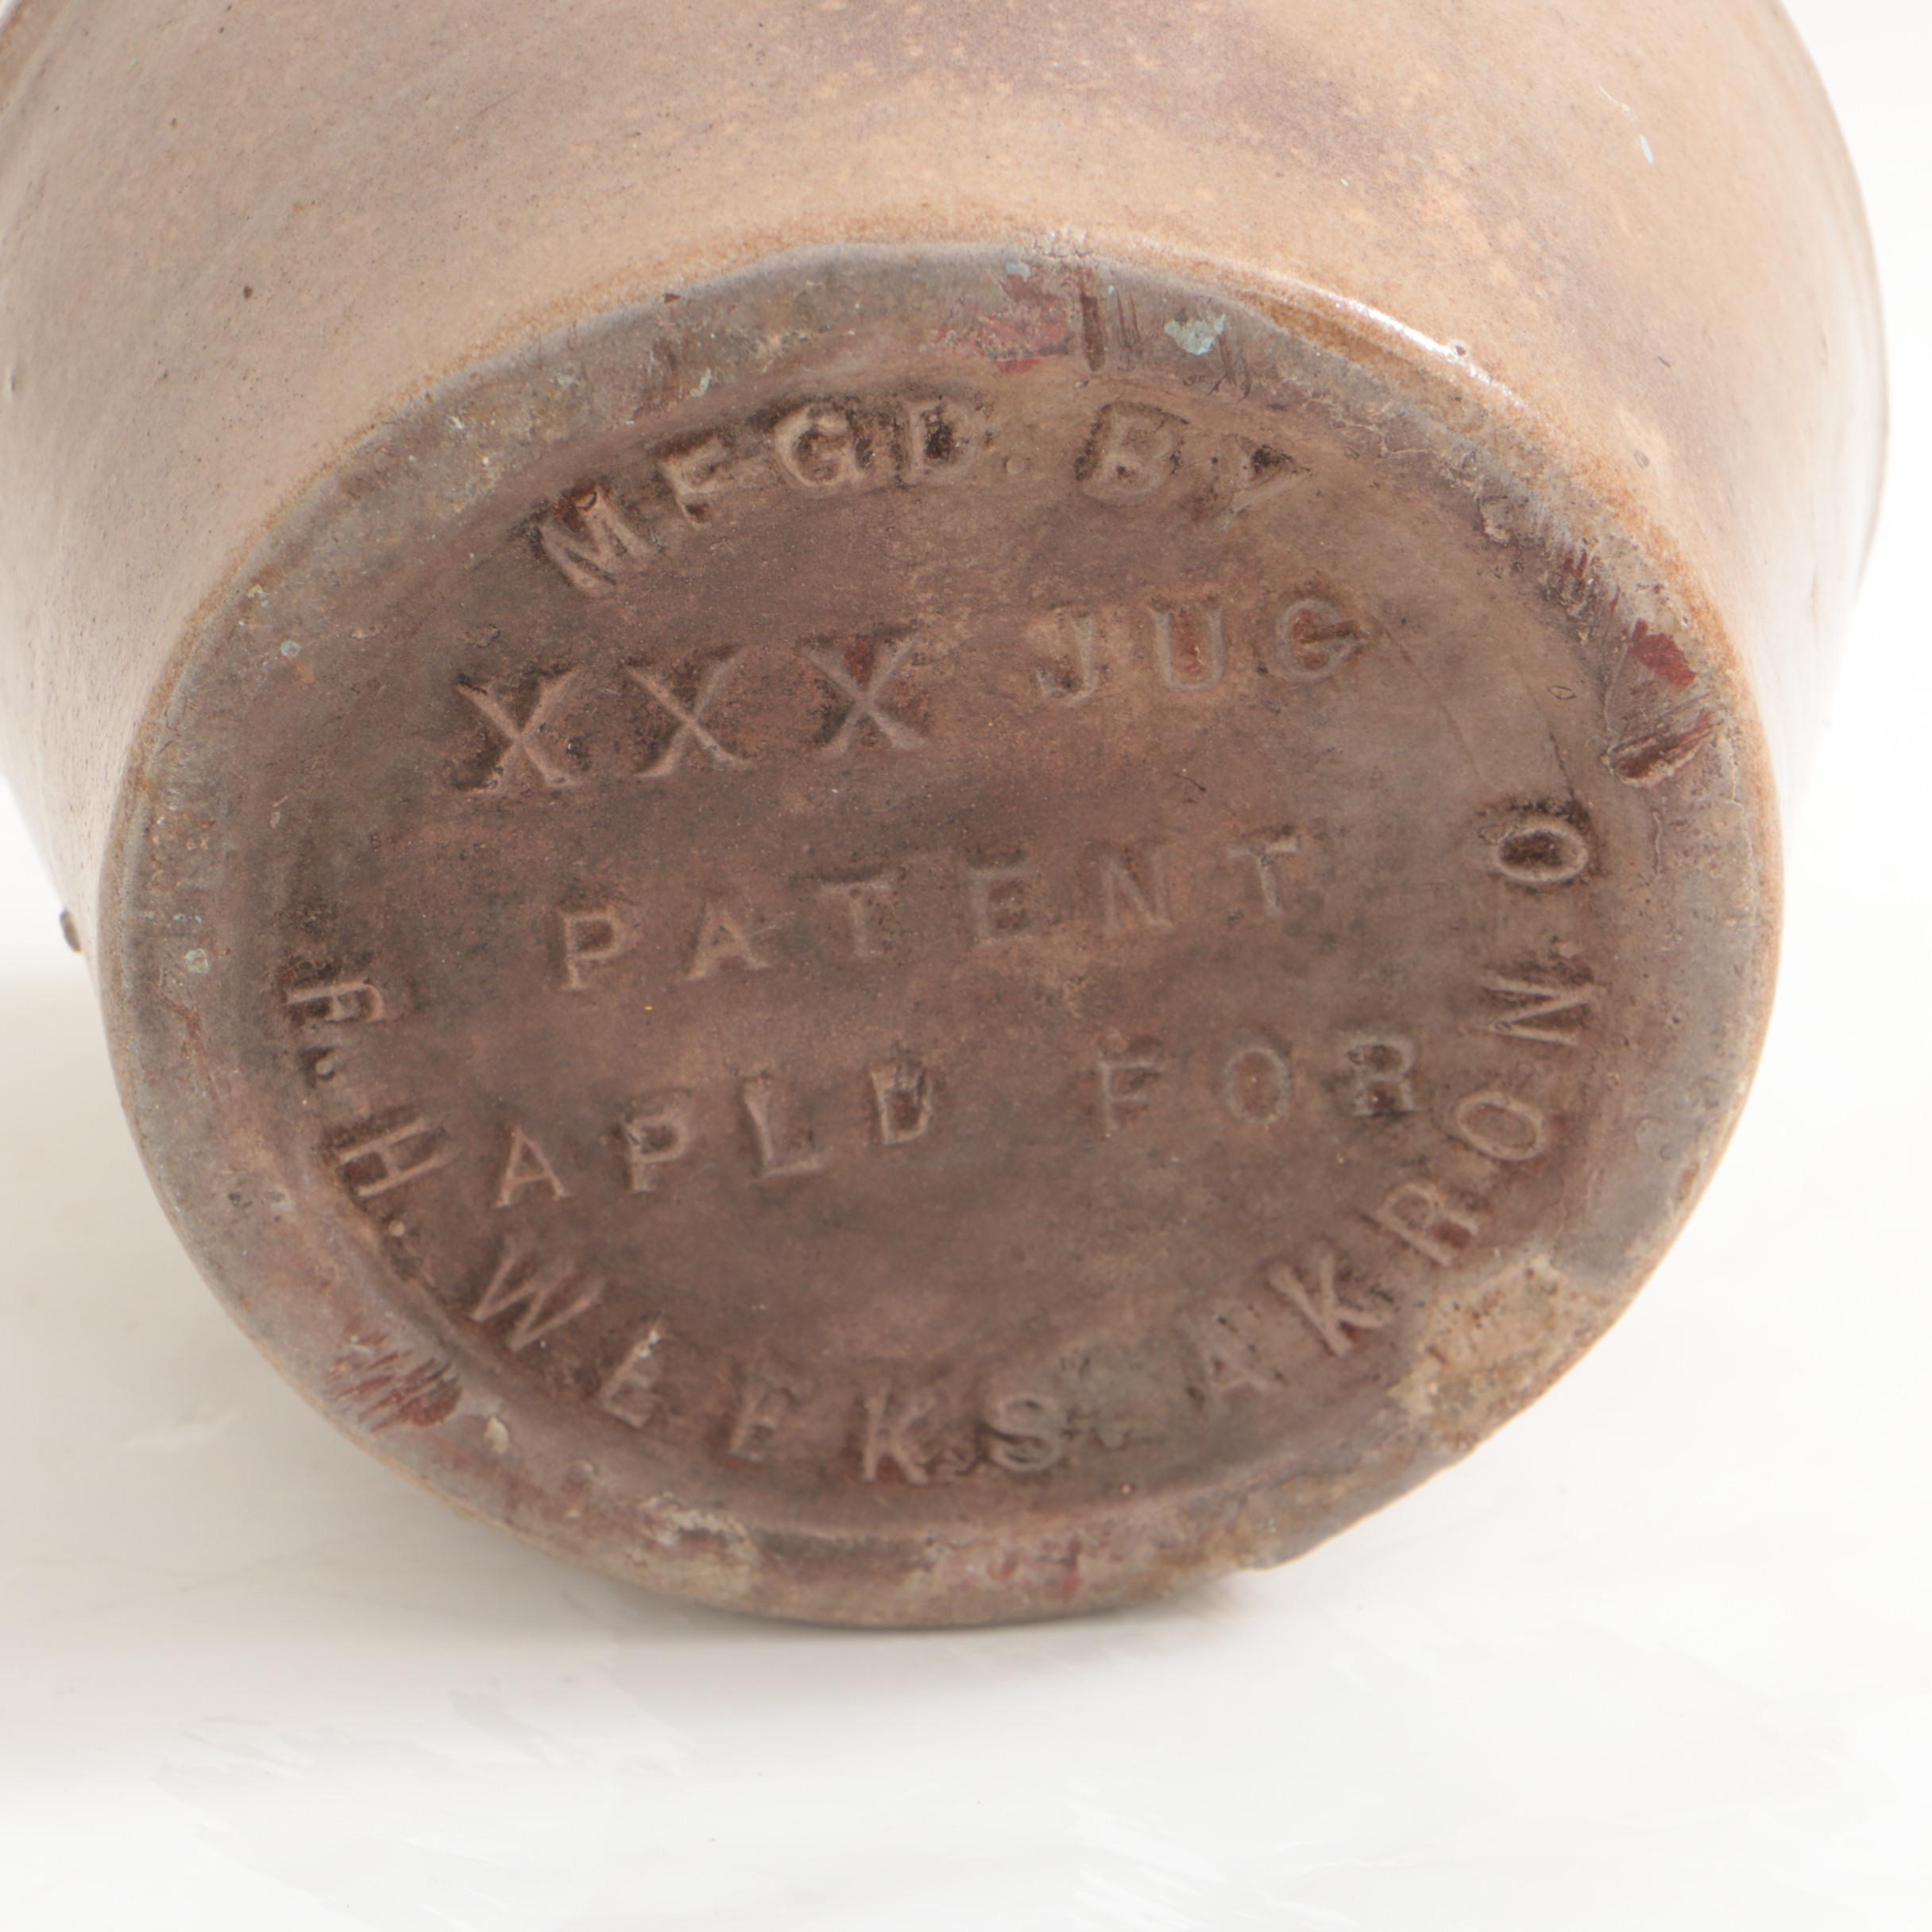 MFGD. BY
XXX JUG
PATENT
APLD FOR
F. H. WEEKS. AKRON. O